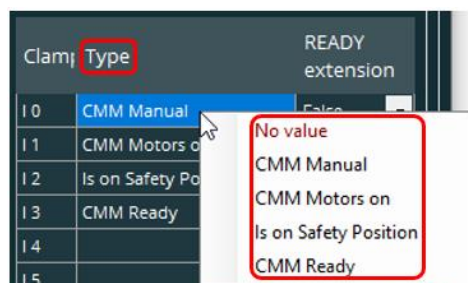 Clamp Type READY
extension
I 0 CMM Manual False
I 1 CMM Motors o
I 2 Is on Safety Po
I 3 CMM Ready
I 4
I 5
No value
CMM Manual
CMM Motors on
Is on Safety Position
CMM Ready